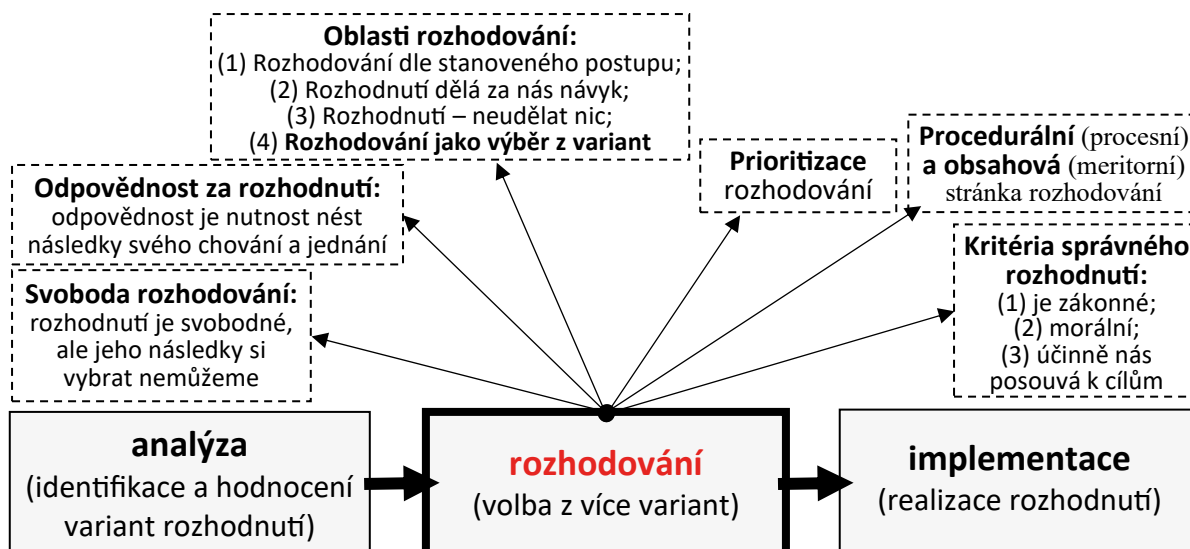 Oblasti rozhodování:
(1) Rozhodování dle stanoveného postupu;
(2) Rozhodnutí dělá za nás návyk;
(3) Rozhodnutí – neudělat nic;
(4) Rozhodování jako výběr z variant
Prioritizace
rozhodování
Procedurální (procesní)
a obsahová (meritorní)
stránka rozhodování
Odpovědnost za rozhodnutí:
odpovědnost je nutnost nést
následky svého chování a jednání
Kritéria správného
rozhodnutí:
(1) je zákonné;
(2) morální;
(3) účinně nás
posouvá k cílům
Svoboda rozhodování:
rozhodnutí je svobodné,
ale jeho následky si
vybrat nemůžeme
analýza
(identifikace a hodnocení
variant rozhodnutí)
rozhodování
(volba z více variant)
implementace
(realizace rozhodnutí)